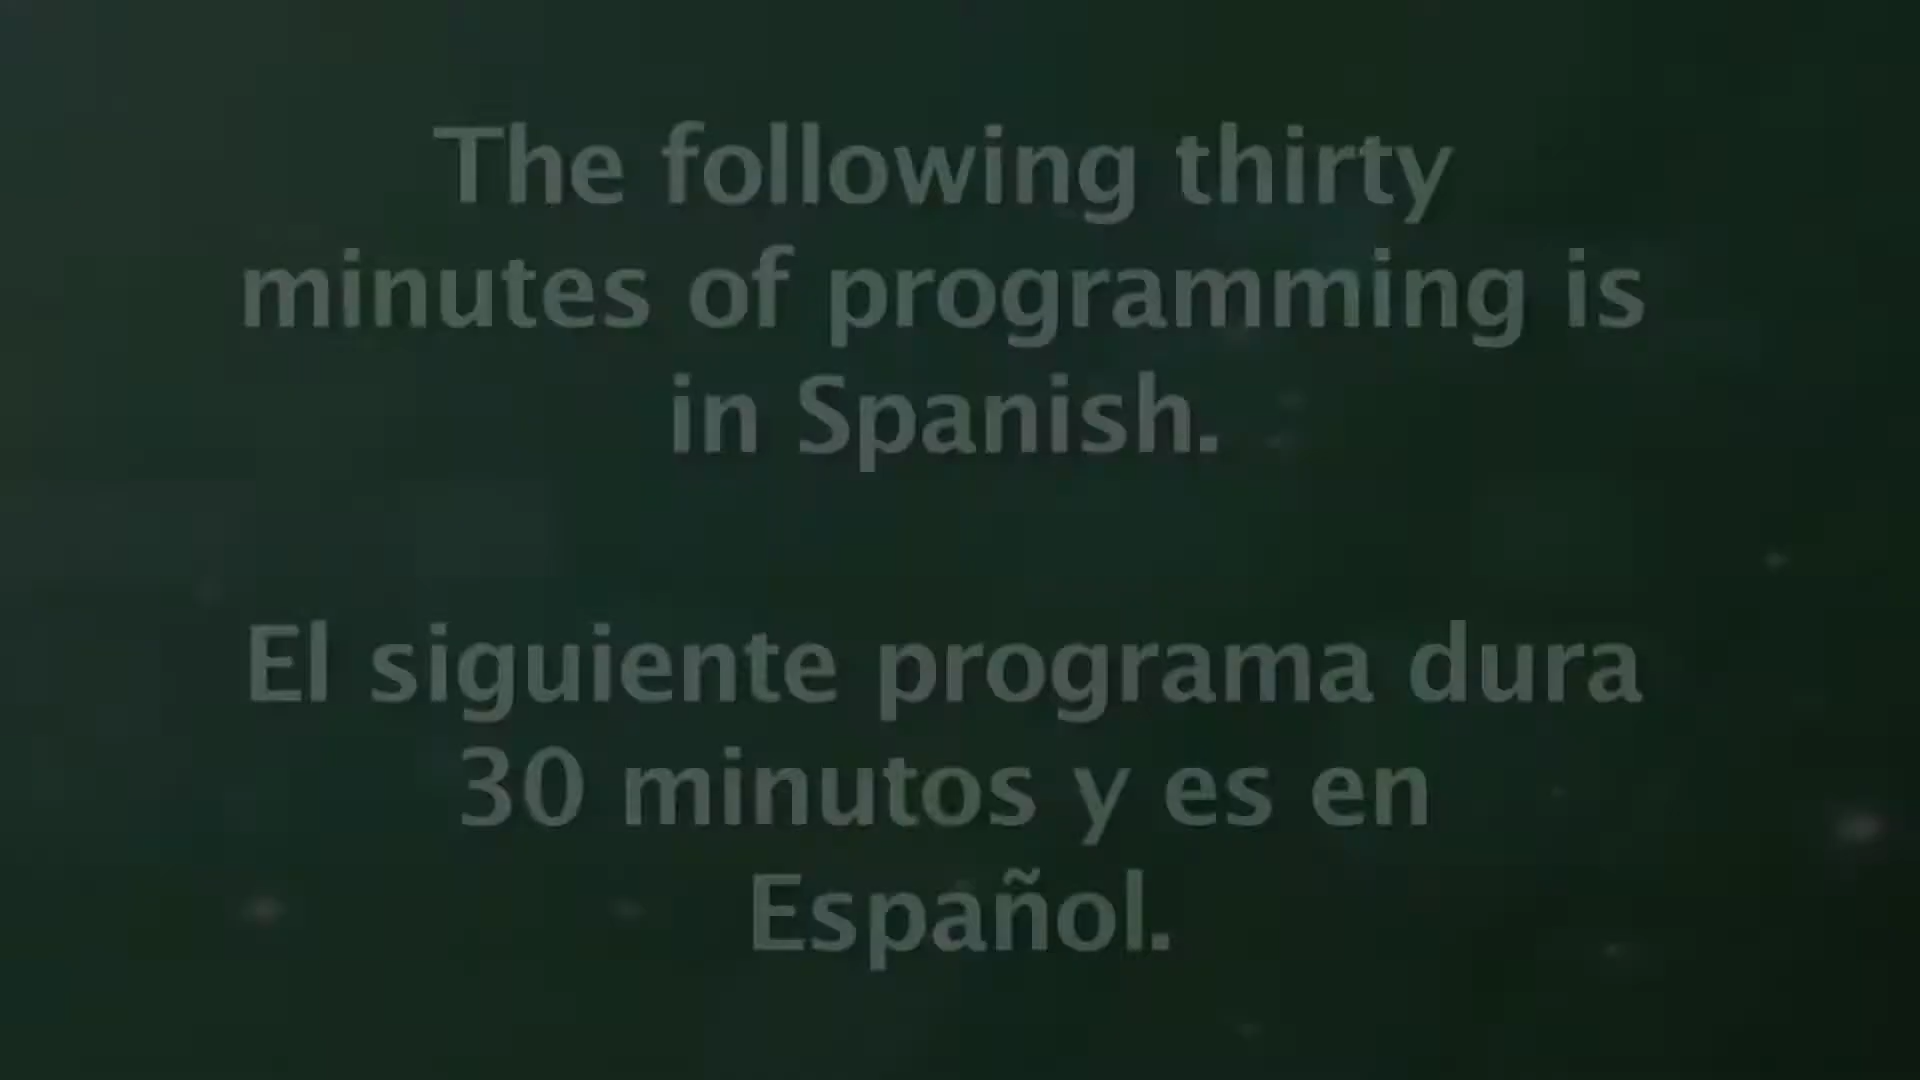 The following thirty
minutes of programming is
in Spanish.
El siguiente programa dura
30 minutos y es en
Español.